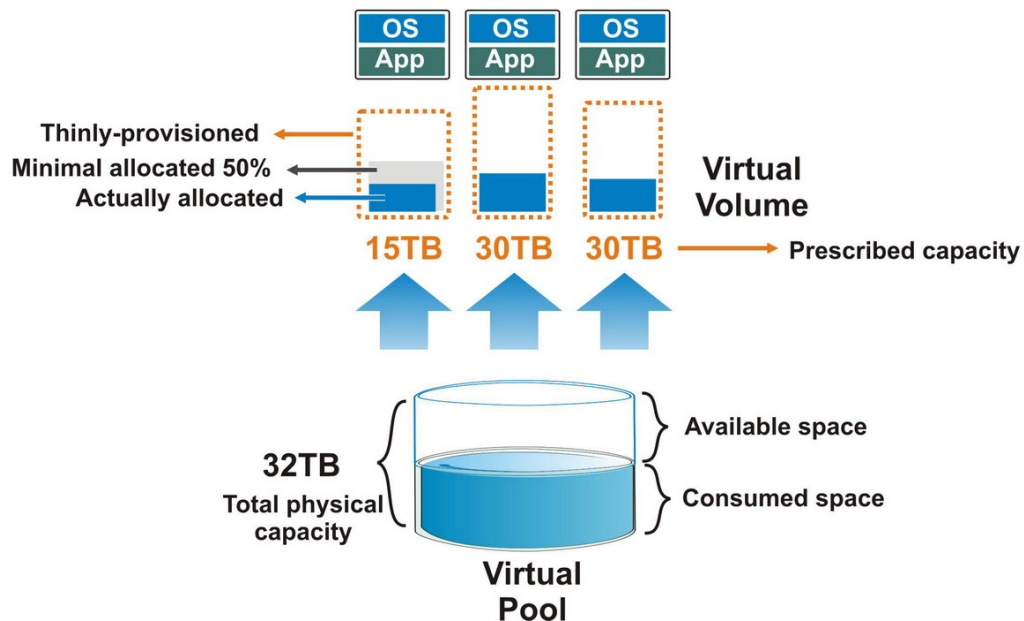 OS
App
OS
App
OS
App
Thinly-provisioned
Minimal allocated 50%
Actually allocated
Virtual
Volume
15TB
30TB
30TB
Prescribed capacity
32TB
Total physical
capacity
Available space
Consumed space
Virtual
Pool